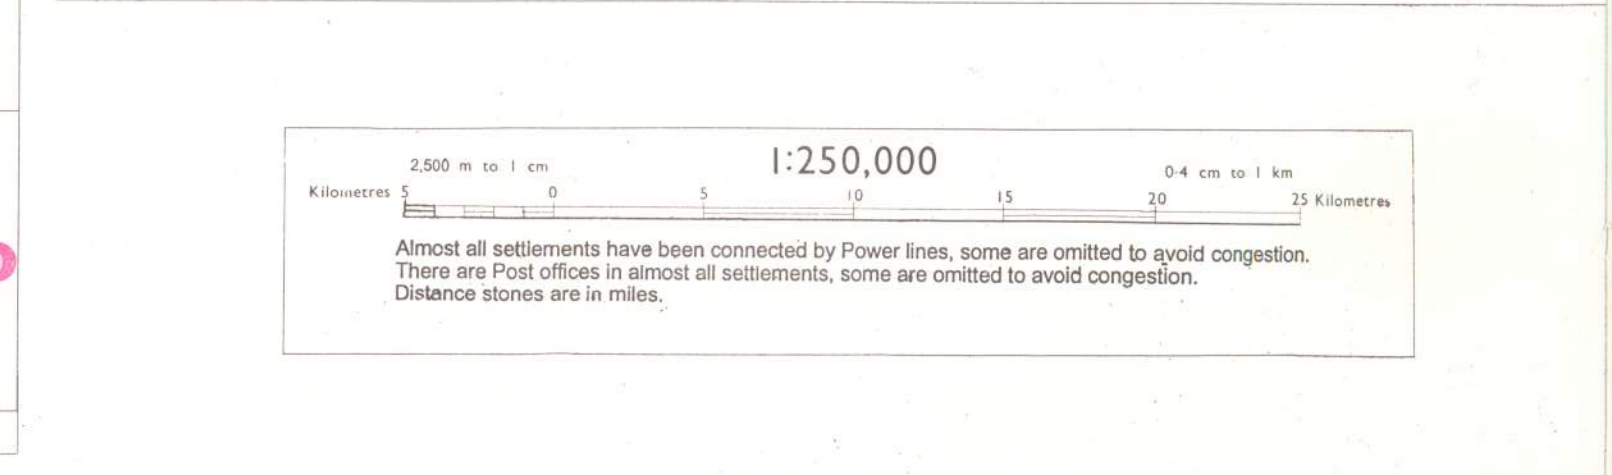 2,500 m to 1 cm
1:250,000
0·4 cm to 1 km
Kilometres 5 0 5 10 15 20 25 Kilometres
Almost all settlements have been connected by Power lines, some are omitted to avoid congestion.
There are Post offices in almost all settlements, some are omitted to avoid congestion.
Distance stones are in miles.